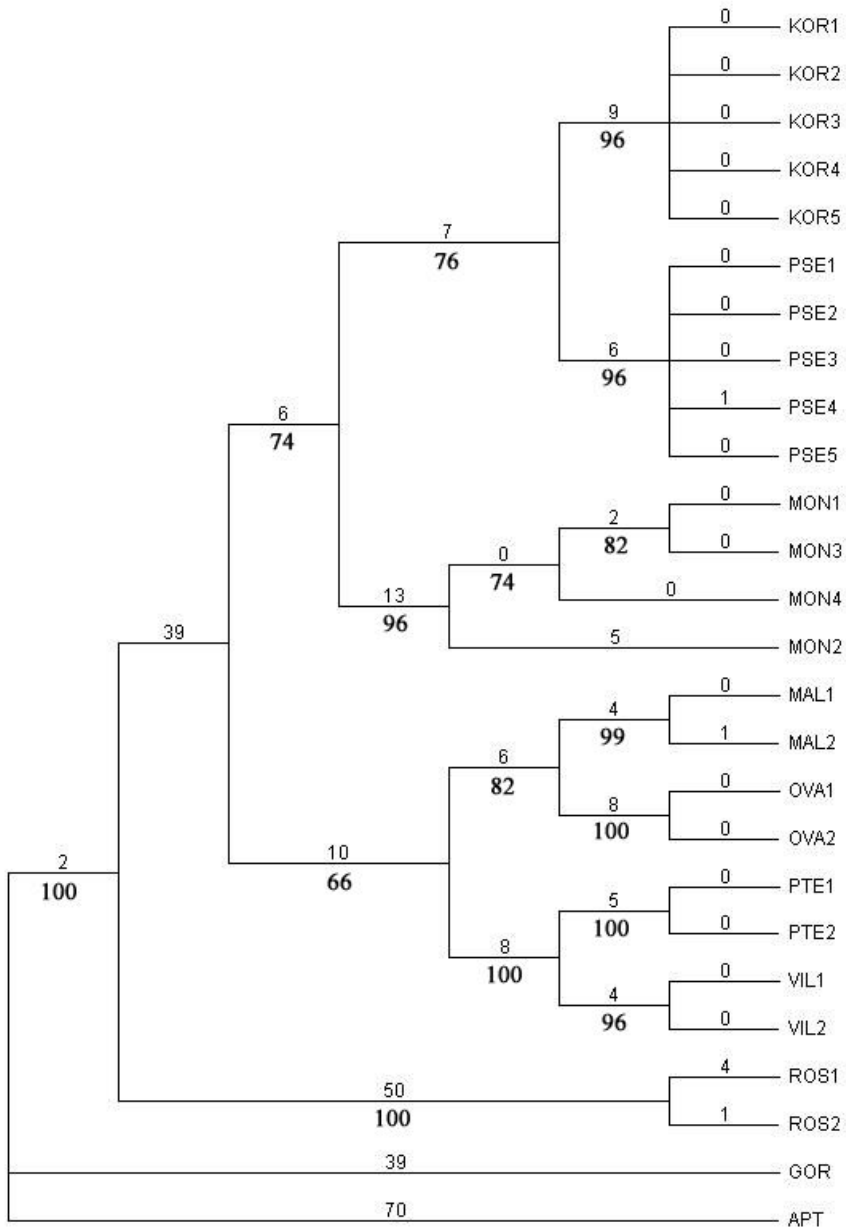 0 KOR1
0 KOR2
9 0 KOR3
96
0 KOR4
0 KOR5
7
76
0 PSE1
0 PSE2
6 0 PSE3
96
1 PSE4
6
74
0 PSE5
0 MON1
2
82
0 0 MON3
74
13 0 MON4
96
39 5 MON2
0 MAL1
4
99
6 1 MAL2
82
0 OVA1
8
100
0 OVA2
10
66
2
100
0 PTE1
5
100
0 PTE2
8
100
0 VIL1
4
96
0 VIL2
4 ROS1
50
100
1 ROS2
39 GOR
70 APT